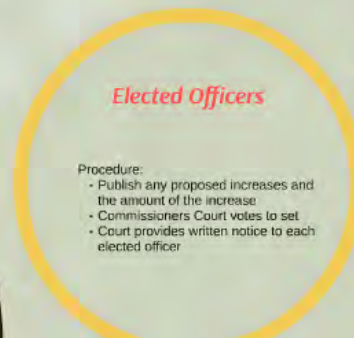 Elected Officers
Procedure:
- Publish any proposed increases and
the amount of the increase
- Commissioners Court votes to set
- Court provides written notice to each
elected officer